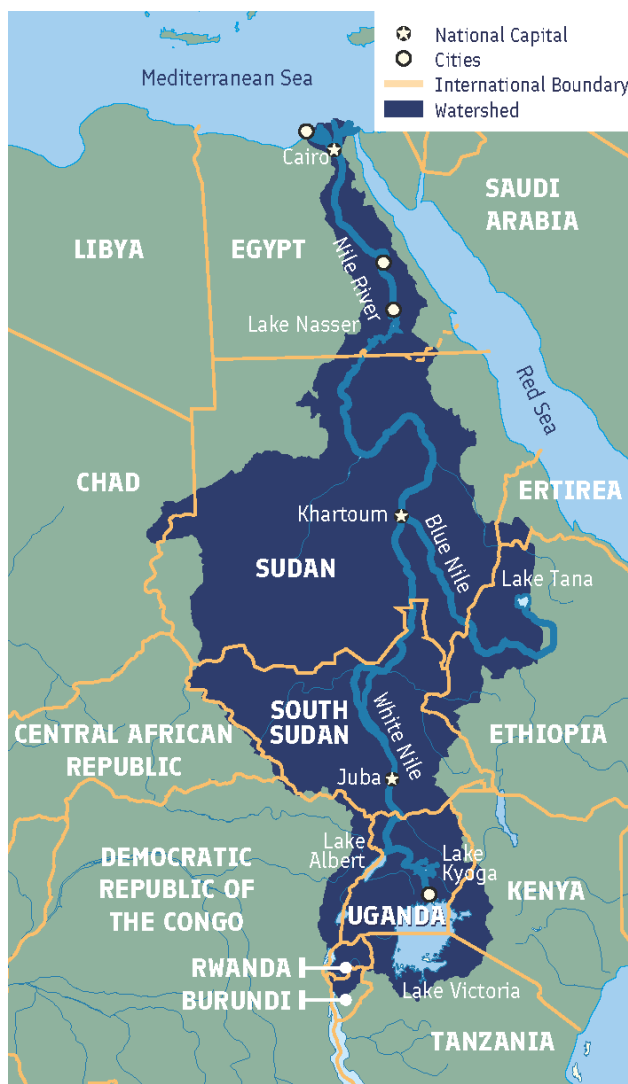 National Capital
Cities
International Boundary
Watershed
Mediterranean Sea
Cairo
SAUDI
ARABIA
LIBYA
EGYPT
Nile River
Lake Nasser
Red Sea
CHAD
ERTIREA
Khartoum
Blue Nile
SUDAN
Lake Tana
SOUTH
SUDAN
White Nile
CENTRAL AFRICAN
REPUBLIC
ETHIOPIA
Juba
Lake
Albert
Lake
Kyoga
DEMOCRATIC
REPUBLIC OF
THE CONGO
KENYA
UGANDA
RWANDA
BURUNDI
Lake Victoria
TANZANIA